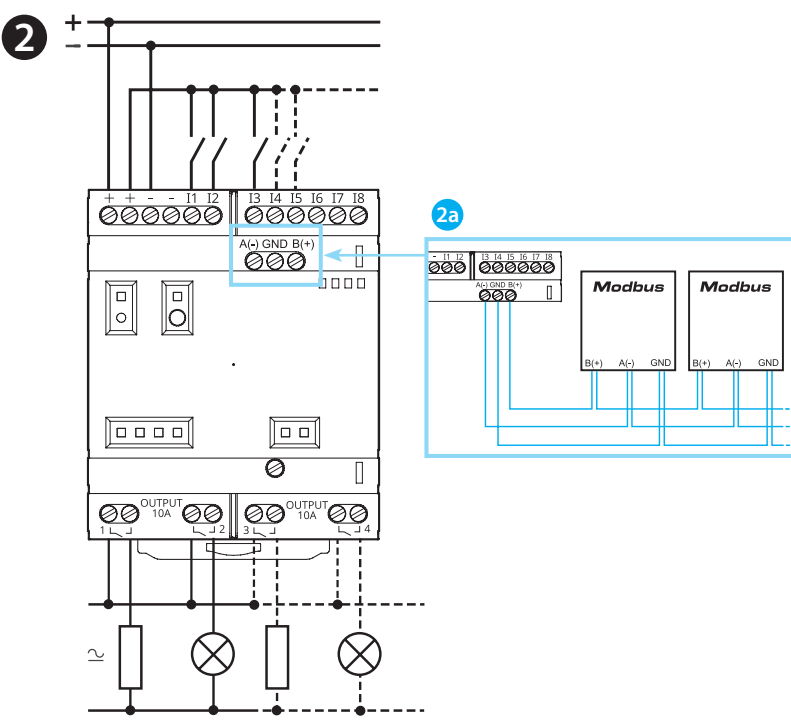 2
+
−
+ + - - I1 I2 I3 I4 I5 I6 I7 I8
A(-) GND B(+)
2a
- I1 I2 I3 I4 I5 I6 I7 I8
A(-) GND B(+)
Modbus Modbus
B(+) A(-) GND B(+) A(-) GND
OUTPUT 10A OUTPUT 10A
1 2 3 4
≃